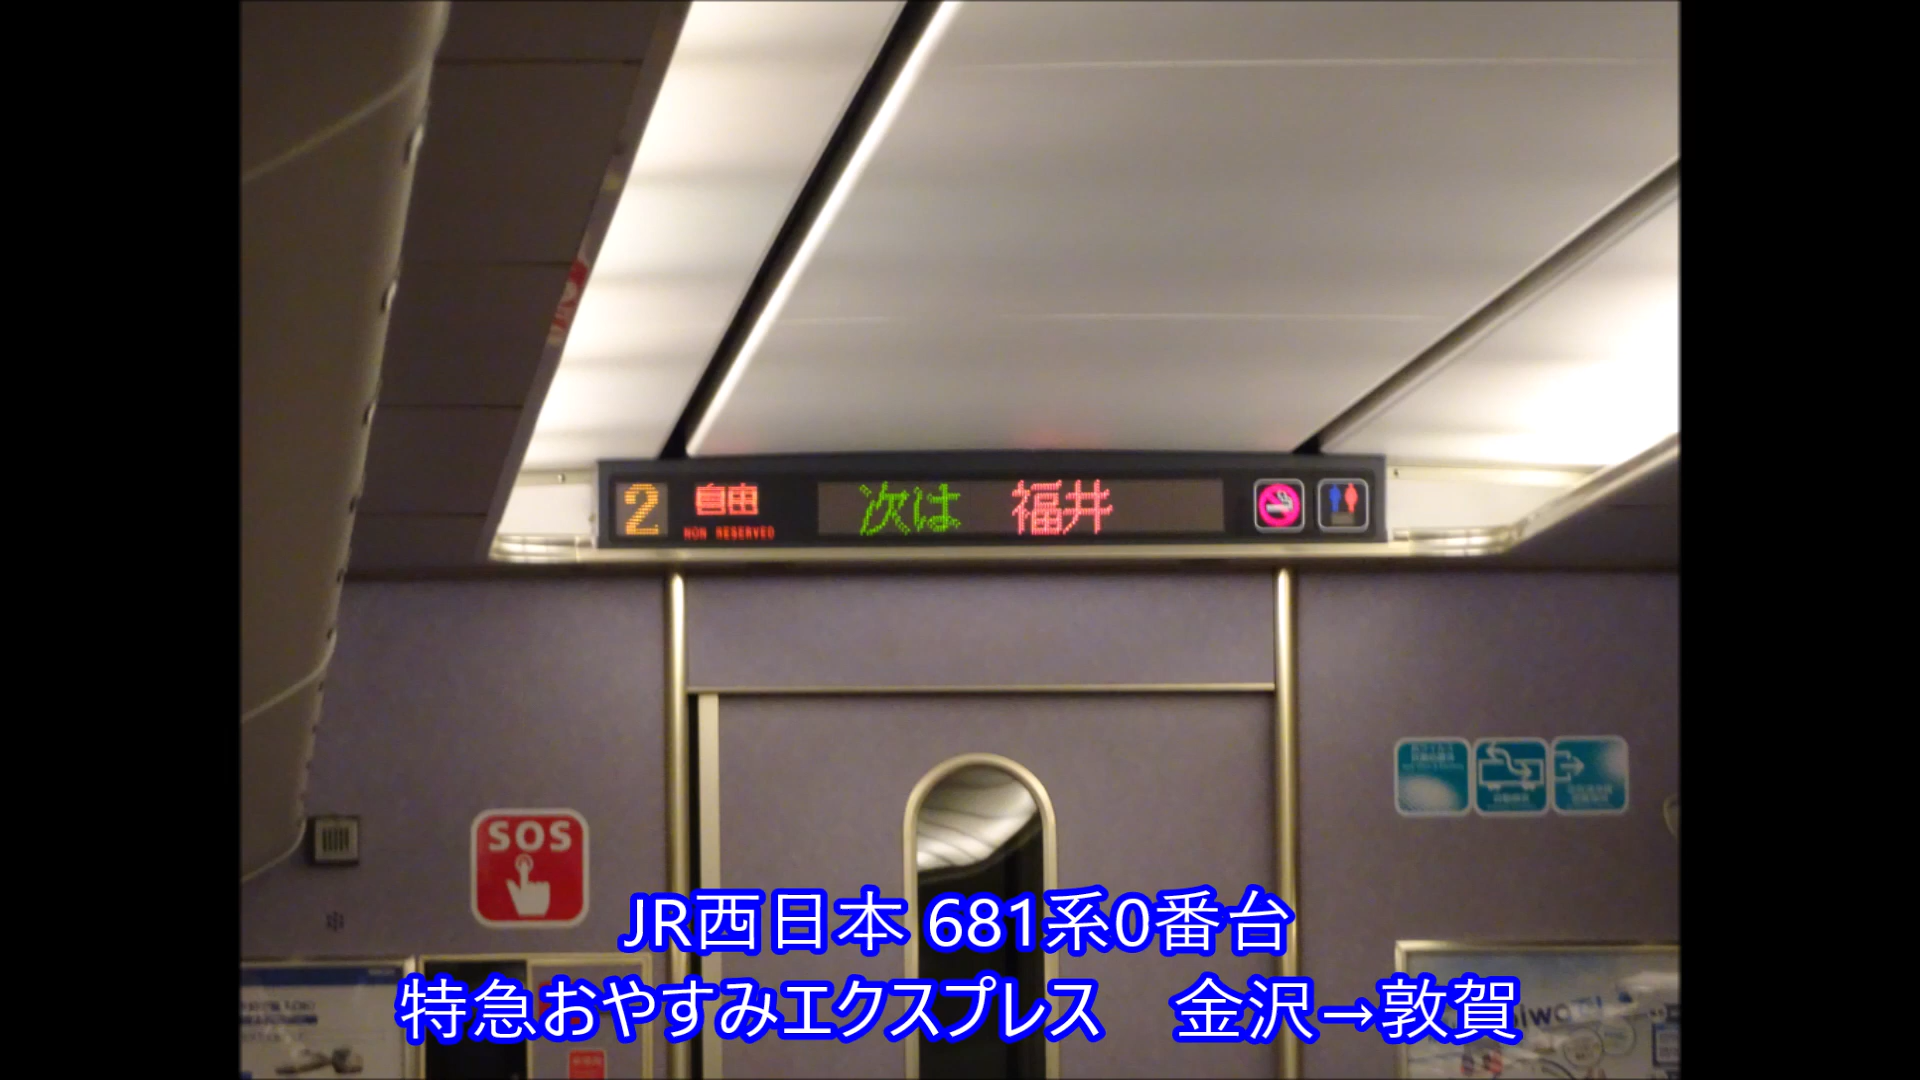 2 自由 次は 福井
NON RESERVED
SOS
JR西日本 681系0番台
特急おやすみエクスプレス　金沢→敦賀